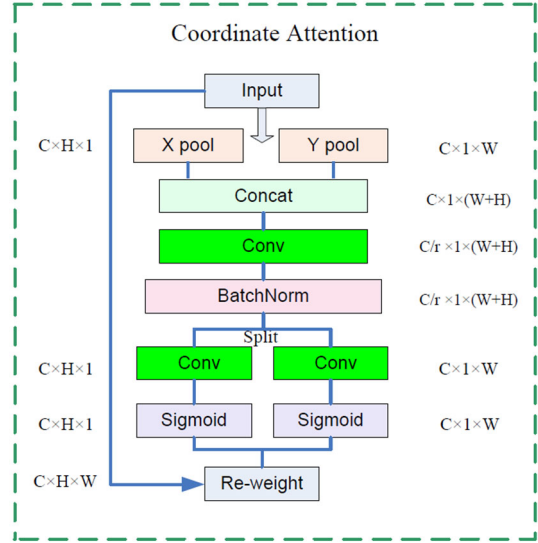 Coordinate Attention
Input
C×H×1 X pool Y pool C×1×W
Concat C×1×(W+H)
Conv C/r ×1×(W+H)
BatchNorm C/r ×1×(W+H)
Split
C×H×1 Conv Conv C×1×W
C×H×1 Sigmoid Sigmoid C×1×W
C×H×W Re-weight